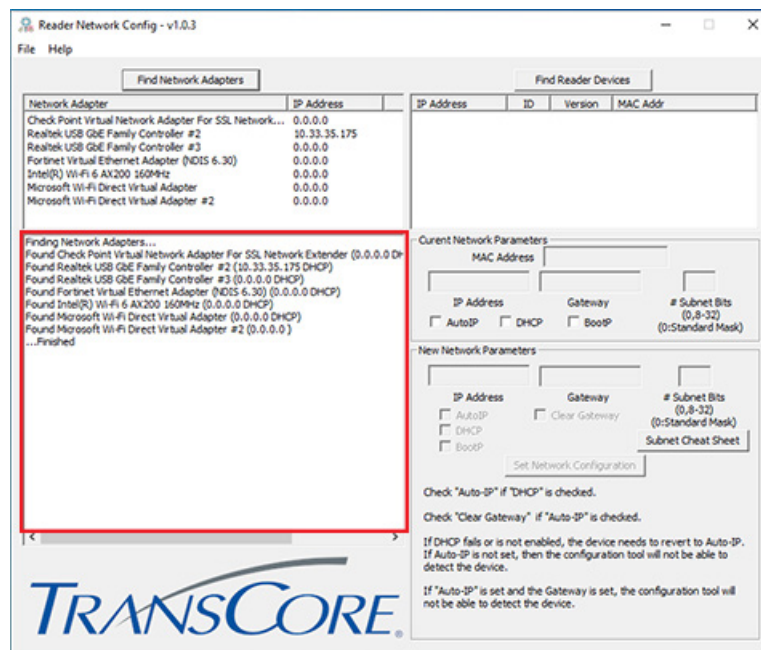 Reader Network Config - v1.0.3
File Help
Find Network Adapters
Network Adapter IP Address
Check Point Virtual Network Adapter For SSL Network... 0.0.0.0
Realtek USB GbE Family Controller #2 10.33.35.175
Realtek USB GbE Family Controller #3 0.0.0.0
Fortinet Virtual Ethernet Adapter (NDIS 6.30) 0.0.0.0
Intel(R) Wi-Fi 6 AX200 160MHz 0.0.0.0
Microsoft Wi-Fi Direct Virtual Adapter 0.0.0.0
Microsoft Wi-Fi Direct Virtual Adapter #2 0.0.0.0
Finding Network Adapters...
Found Check Point Virtual Network Adapter For SSL Network Extender (0.0.0.0 DH
Found Realtek USB GbE Family Controller #2 (10.33.35.175 DHCP)
Found Realtek USB GbE Family Controller #3 (0.0.0.0 DHCP)
Found Fortinet Virtual Ethernet Adapter (NDIS 6.30) (0.0.0.0 DHCP)
Found Intel(R) Wi-Fi 6 AX200 160MHz (0.0.0.0 DHCP)
Found Microsoft Wi-Fi Direct Virtual Adapter (0.0.0.0 DHCP)
Found Microsoft Wi-Fi Direct Virtual Adapter #2 (0.0.0.0 )
...Finished
TRANSCORE®
Find Reader Devices
IP Address ID Version MAC Addr
Curent Network Parameters
MAC Address
IP Address Gateway # Subnet Bits
(0,8-32)
AutoIP DHCP BootP
(0:Standard Mask)
New Network Parameters
IP Address Gateway # Subnet Bits
(0,8-32)
(0:Standard Mask)
AutoIP Clear Gateway
DHCP
BootP
Subnet Cheat Sheet
Set Network Configuration
Check "Auto-IP" if "DHCP" is checked.
Check "Clear Gateway" if "Auto-IP" is checked.
If DHCP fails or is not enabled, the device needs to revert to Auto-IP.
If Auto-IP is not set, then the configuration tool will not be able to
detect the device.
If "Auto-IP" is set and the Gateway is set, the configuration tool will
not be able to detect the device.